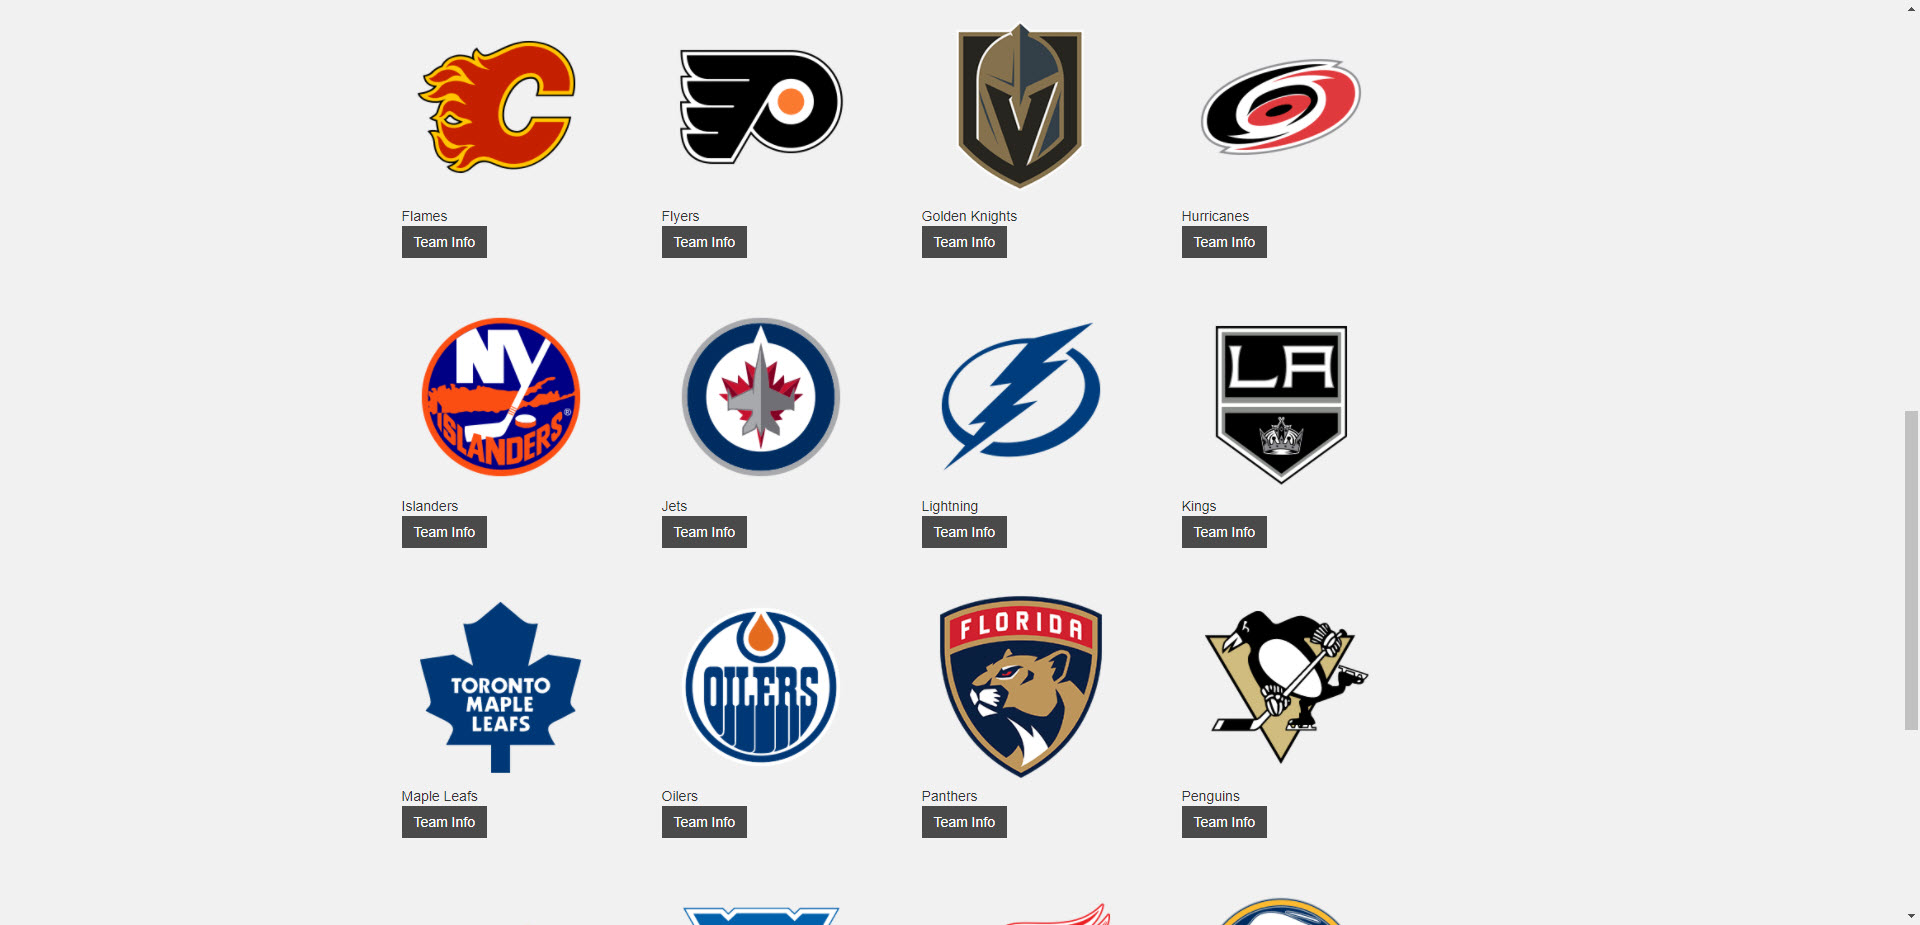 Flames
Team Info
Flyers
Team Info
Golden Knights
Team Info
Hurricanes
Team Info
NY
ISLANDERS
®
Islanders
Team Info
Jets
Team Info
Lightning
Team Info
LA
Kings
Team Info
TORONTO
MAPLE
LEAFS
Maple Leafs
Team Info
OILERS
Oilers
Team Info
FLORIDA
Panthers
Team Info
Penguins
Team Info